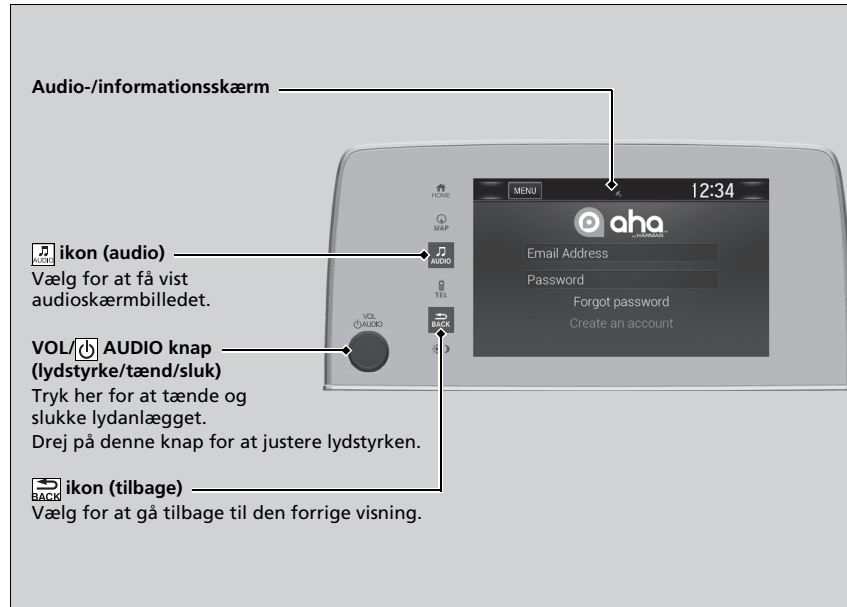 Audio-/informationsskærm
HOME
MAP
AUDIO
TEL
BACK
VOL
AUDIO
MENU
12:34
aha
by HARMAN
Email Address
Password
Forgot password
Create an account
AUDIO ikon (audio)
Vælg for at få vist
audioskærmbilledet.
VOL/ AUDIO knap
(lydstyrke/tænd/sluk)
Tryk her for at tænde og
slukke lydanlægget.
Drej på denne knap for at justere lydstyrken.
BACK ikon (tilbage)
Vælg for at gå tilbage til den forrige visning.